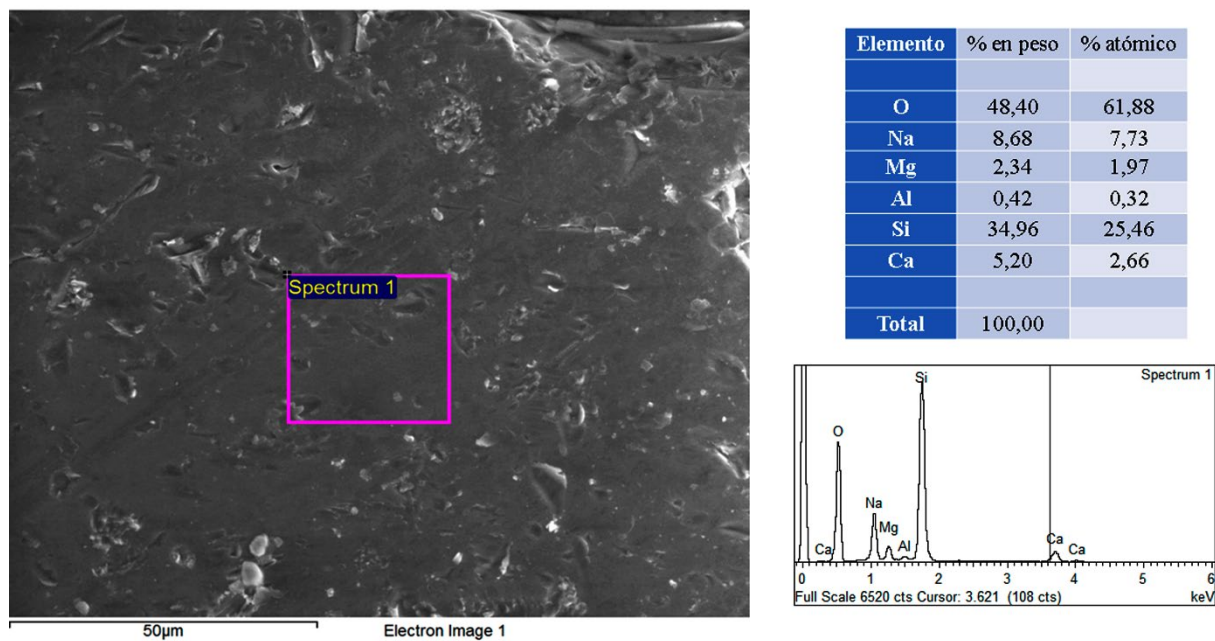 Spectrum 1
50µm
Electron Image 1
Elemento % en peso % atómico
O 48,40 61,88
Na 8,68 7,73
Mg 2,34 1,97
Al 0,42 0,32
Si 34,96 25,46
Ca 5,20 2,66
Total 100,00
Spectrum 1
Si
O
Na
Mg
Ca
Al
Ca
Ca
0 1 2 3 4 5 6
Full Scale 6520 cts Cursor: 3.621 (108 cts) keV